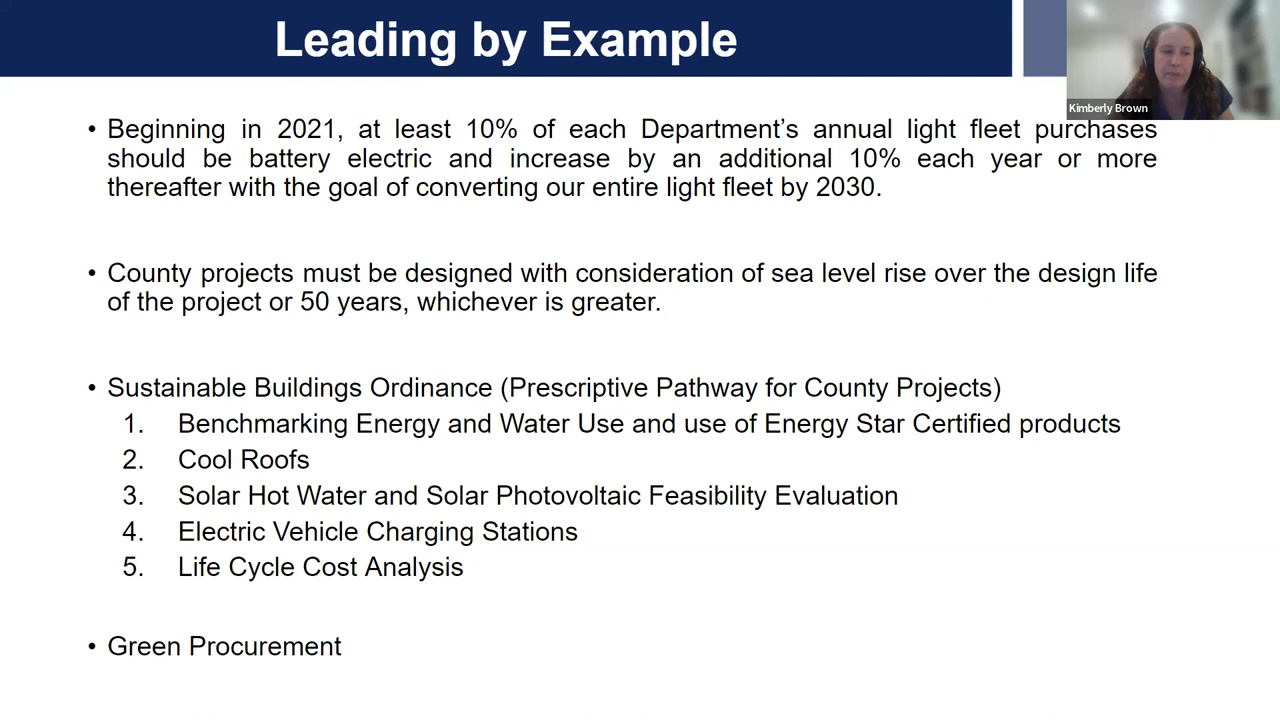 Leading by Example
Kimberly Brown
• Beginning in 2021, at least 10% of each Department's annual light fleet purchases
should be battery electric and increase by an additional 10% each year or more
thereafter with the goal of converting our entire light fleet by 2030.
• County projects must be designed with consideration of sea level rise over the design life
of the project or 50 years, whichever is greater.
• Sustainable Buildings Ordinance (Prescriptive Pathway for County Projects)
1. Benchmarking Energy and Water Use and use of Energy Star Certified products
2. Cool Roofs
3. Solar Hot Water and Solar Photovoltaic Feasibility Evaluation
4. Electric Vehicle Charging Stations
5. Life Cycle Cost Analysis
• Green Procurement